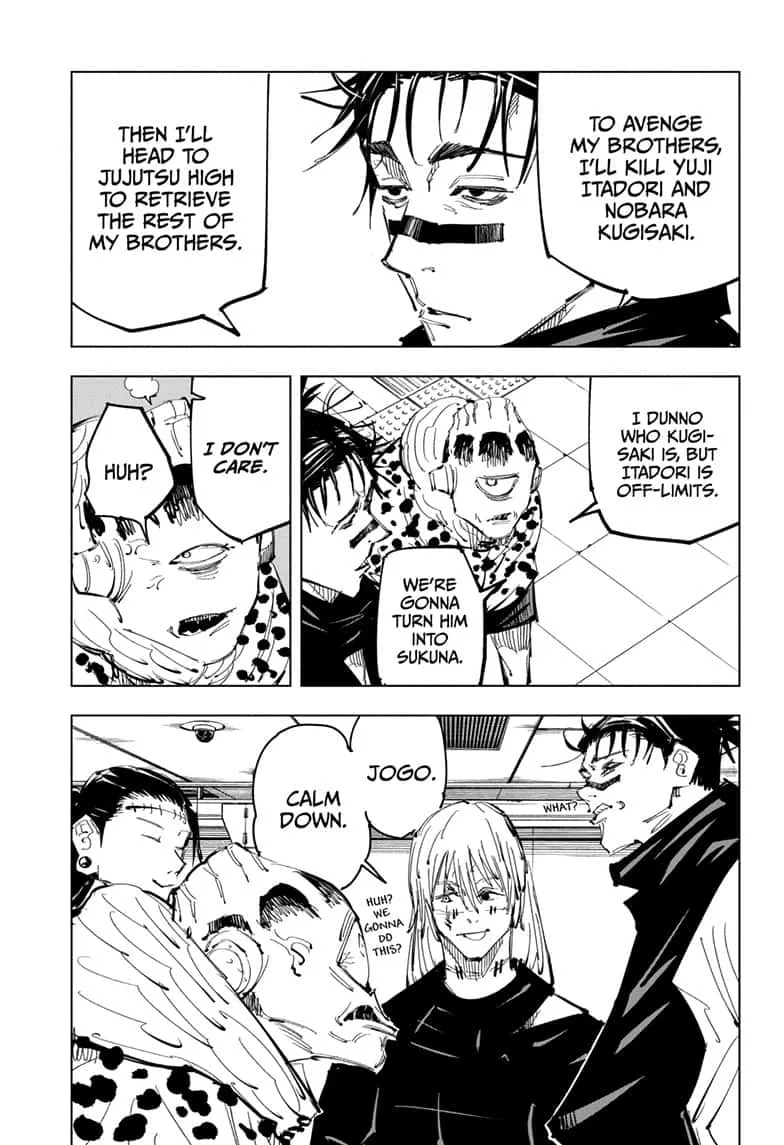 TO AVENGE
MY BROTHERS,
I'LL KILL YUJI
ITADORI AND
NOBARA
KUGISAKI.
THEN I'LL
HEAD TO
JUJUTSU HIGH
TO RETRIEVE
THE REST OF
MY BROTHERS.
I DUNNO
WHO KUGI-
SAKI IS, BUT
ITADORI IS
OFF-LIMITS.
WE'RE
GONNA
TURN HIM
INTO
SUKUNA.
I DON'T
CARE.
HUH?
WHAT?
JOGO.
CALM
DOWN.
HUH?
WE
GONNA
DO
THIS?